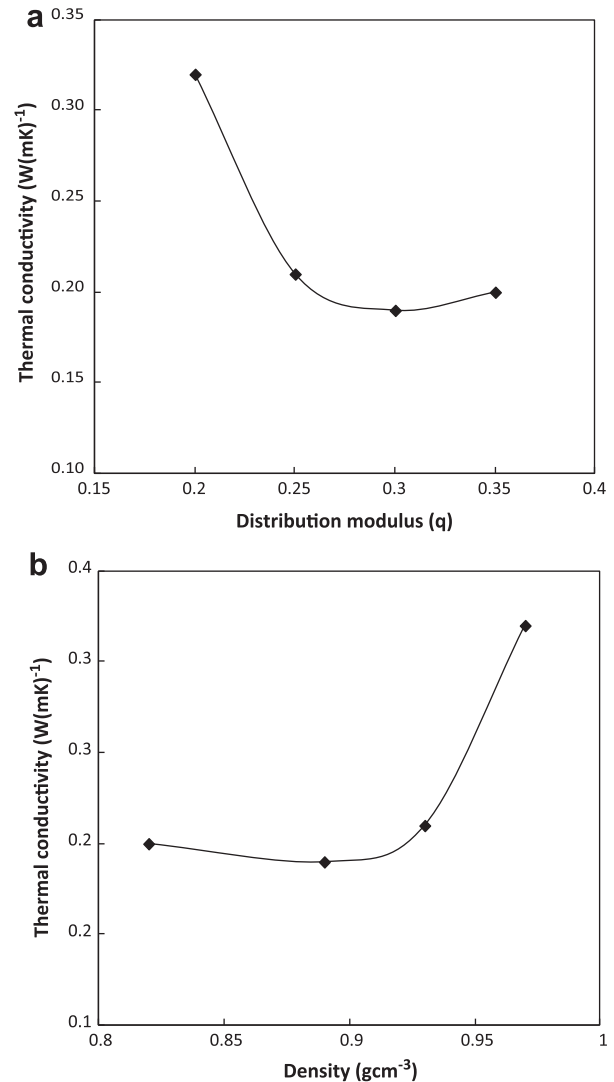 a
0.35
0.30
0.25
0.20
0.15
0.10
Thermal conductivity (W(mK)-1)
0.15 0.2 0.25 0.3 0.35 0.4
Distribution modulus (q)
b
0.4
0.3
0.3
0.2
0.2
0.1
Thermal conductivity (W(mK)-1)
0.8 0.85 0.9 0.95 1
Density (gcm-3)